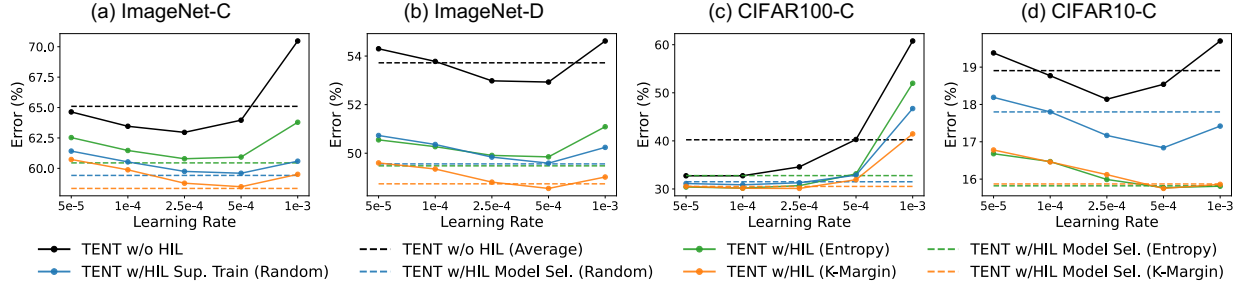 (a) ImageNet-C (b) ImageNet-D (c) CIFAR100-C (d) CIFAR10-C
Error (%)
70.0
67.5
65.0
62.5
60.0
5e-5 1e-4 2.5e-4 5e-4 1e-3
Learning Rate
Error (%)
54
52
50
5e-5 1e-4 2.5e-4 5e-4 1e-3
Learning Rate
Error (%)
60
50
40
30
5e-5 1e-4 2.5e-4 5e-4 1e-3
Learning Rate
Error (%)
19
18
17
16
5e-5 1e-4 2.5e-4 5e-4 1e-3
Learning Rate
TENT w/o HIL TENT w/o HIL (Average) TENT w/HIL (Entropy) TENT w/HIL Model Sel. (Entropy)
TENT w/HIL Sup. Train (Random) TENT w/HIL Model Sel. (Random) TENT w/HIL (K-Margin) TENT w/HIL Model Sel. (K-Margin)